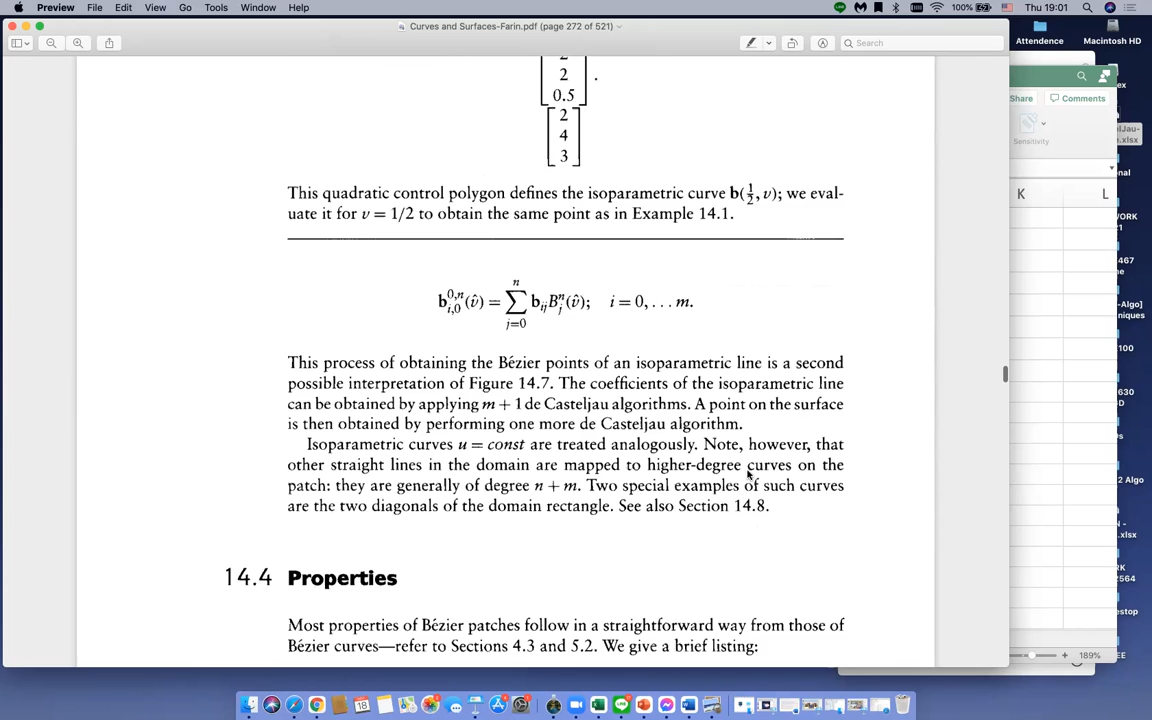 Preview File Edit View Go Tools Window Help 100% Thu 19:01
Curves and Surfaces-Farin.pdf (page 272 of 521)
Search
Attendence
Macintosh HD
Share
Comments
Sensitivity
K L
2
2
0.5
2
4
3
This quadratic control polygon defines the isoparametric curve b(1/2, v); we eval-
uate it for v = 1/2 to obtain the same point as in Example 14.1.
b^{0,n}_{i,0}(v̂) = ∑_{j=0}^{n} b_{ij}B^n_j(v̂); i = 0, . . . m.
This process of obtaining the Bézier points of an isoparametric line is a second
possible interpretation of Figure 14.7. The coefficients of the isoparametric line
can be obtained by applying m + 1 de Casteljau algorithms. A point on the surface
is then obtained by performing one more de Casteljau algorithm.
Isoparametric curves u = const are treated analogously. Note, however, that
other straight lines in the domain are mapped to higher-degree curves on the
patch: they are generally of degree n + m. Two special examples of such curves
are the two diagonals of the domain rectangle. See also Section 14.8.
14.4 Properties
Most properties of Bézier patches follow in a straightforward way from those of
Bézier curves—refer to Sections 4.3 and 5.2. We give a brief listing:
189%